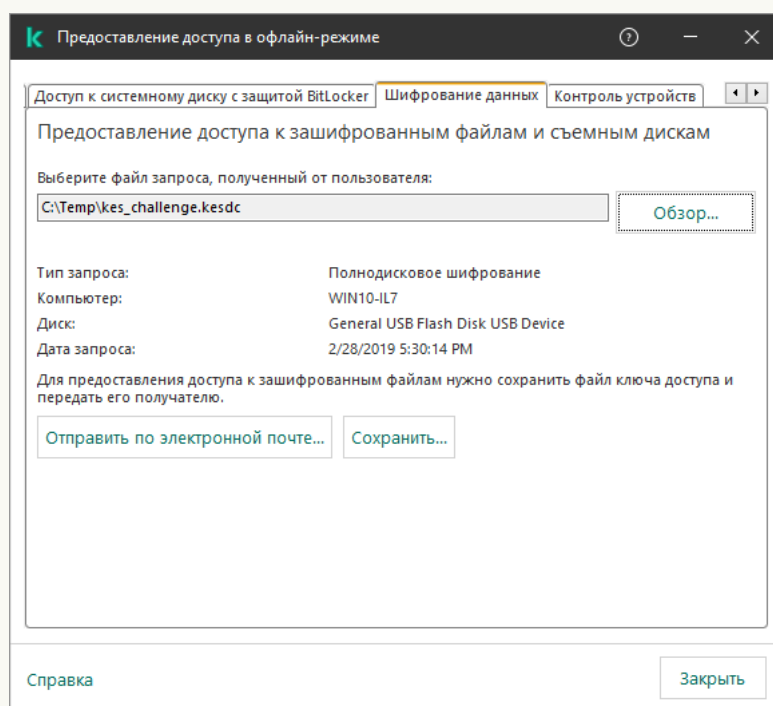 Предоставление доступа в офлайн-режиме
Доступ к системному диску с защитой BitLocker Шифрование данных Контроль устройств
Предоставление доступа к зашифрованным файлам и съемным дискам
Выберите файл запроса, полученный от пользователя:
C:\Temp\kes_challenge.kesdc
Обзор...
Тип запроса: Полнодисковое шифрование
Компьютер: WIN10-IL7
Диск: General USB Flash Disk USB Device
Дата запроса: 2/28/2019 5:30:14 PM
Для предоставления доступа к зашифрованным файлам нужно сохранить файл ключа доступа и
передать его получателю.
Отправить по электронной почте... Сохранить...
Справка Закрыть